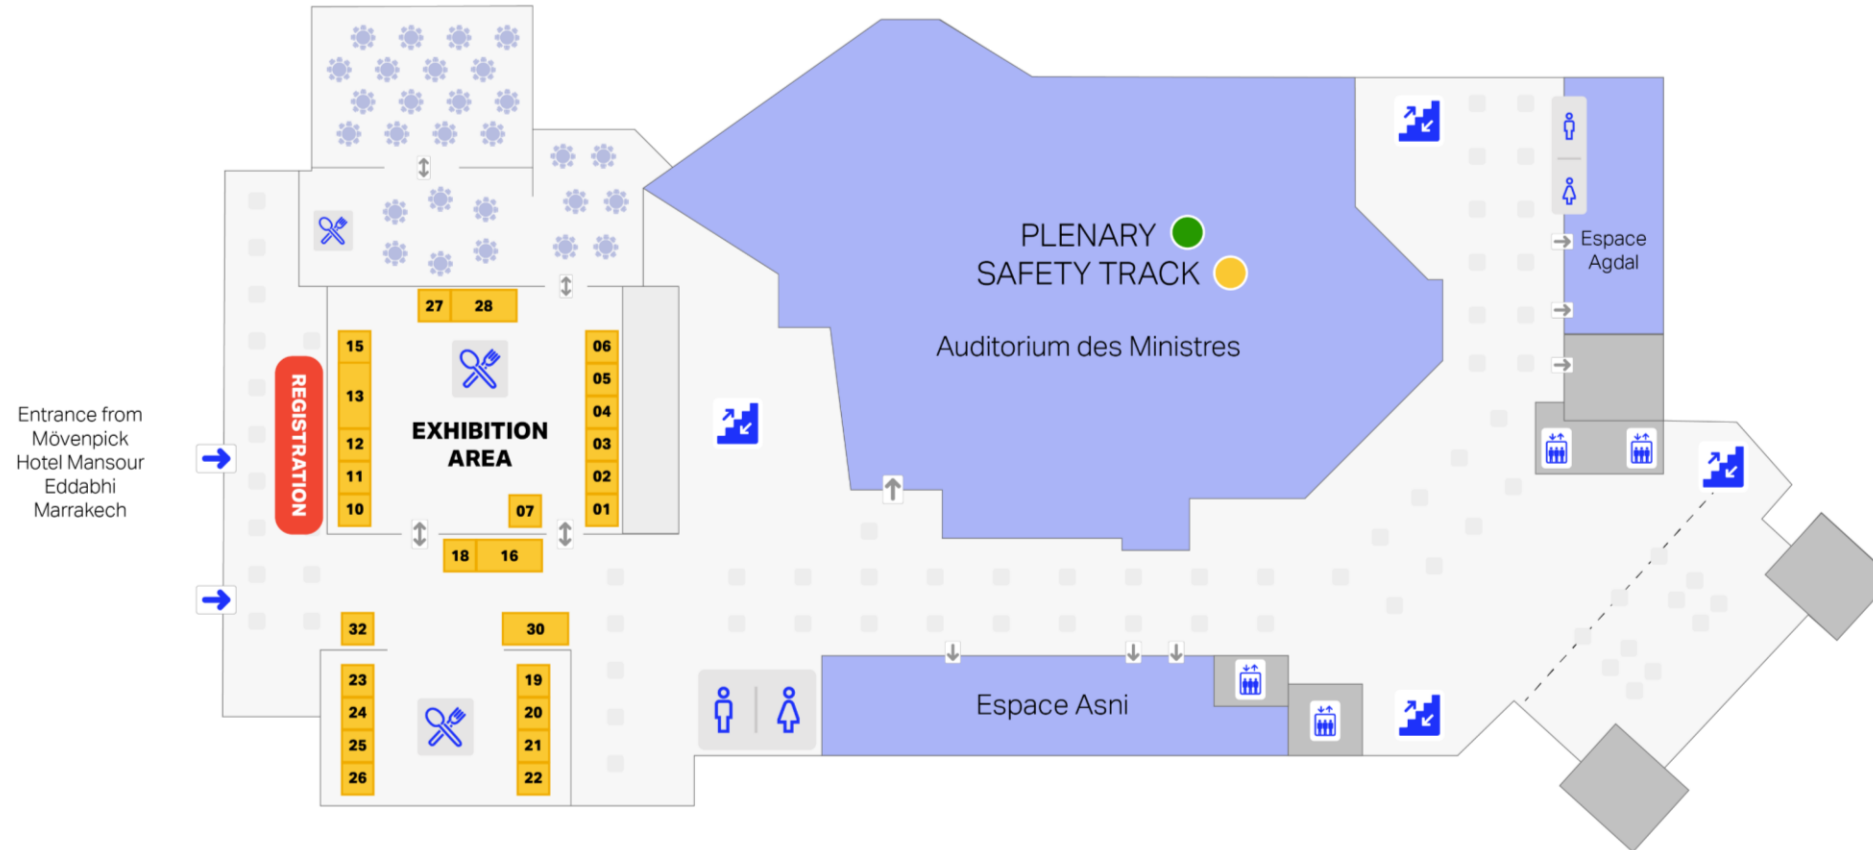 PLENARY
SAFETY TRACK
Auditorium des Ministres
Espace
Agdal
27 28
15
13
12
11
10
REGISTRATION
EXHIBITION
AREA
06
05
04
03
02
01
07
18 16
Entrance from
Mövenpick
Hotel Mansour
Eddabhi
Marrakech
32
30
23
24
25
26
19
20
21
22
Espace Asni